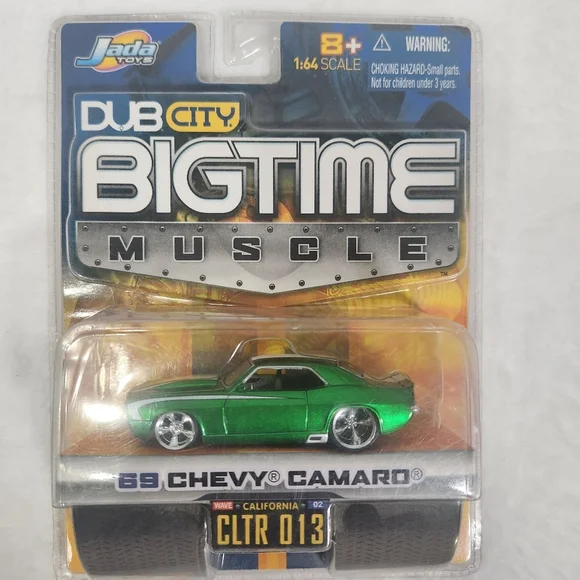 Jada
TOYS
8+
1:64 SCALE
WARNING:
CHOKING HAZARD-Small parts.
Not for children under 3 years.
DUB CITY
BIGTIME
MUSCLE
TM
69 CHEVY® CAMARO®
WAVE CALIFORNIA 02
CLTR 013